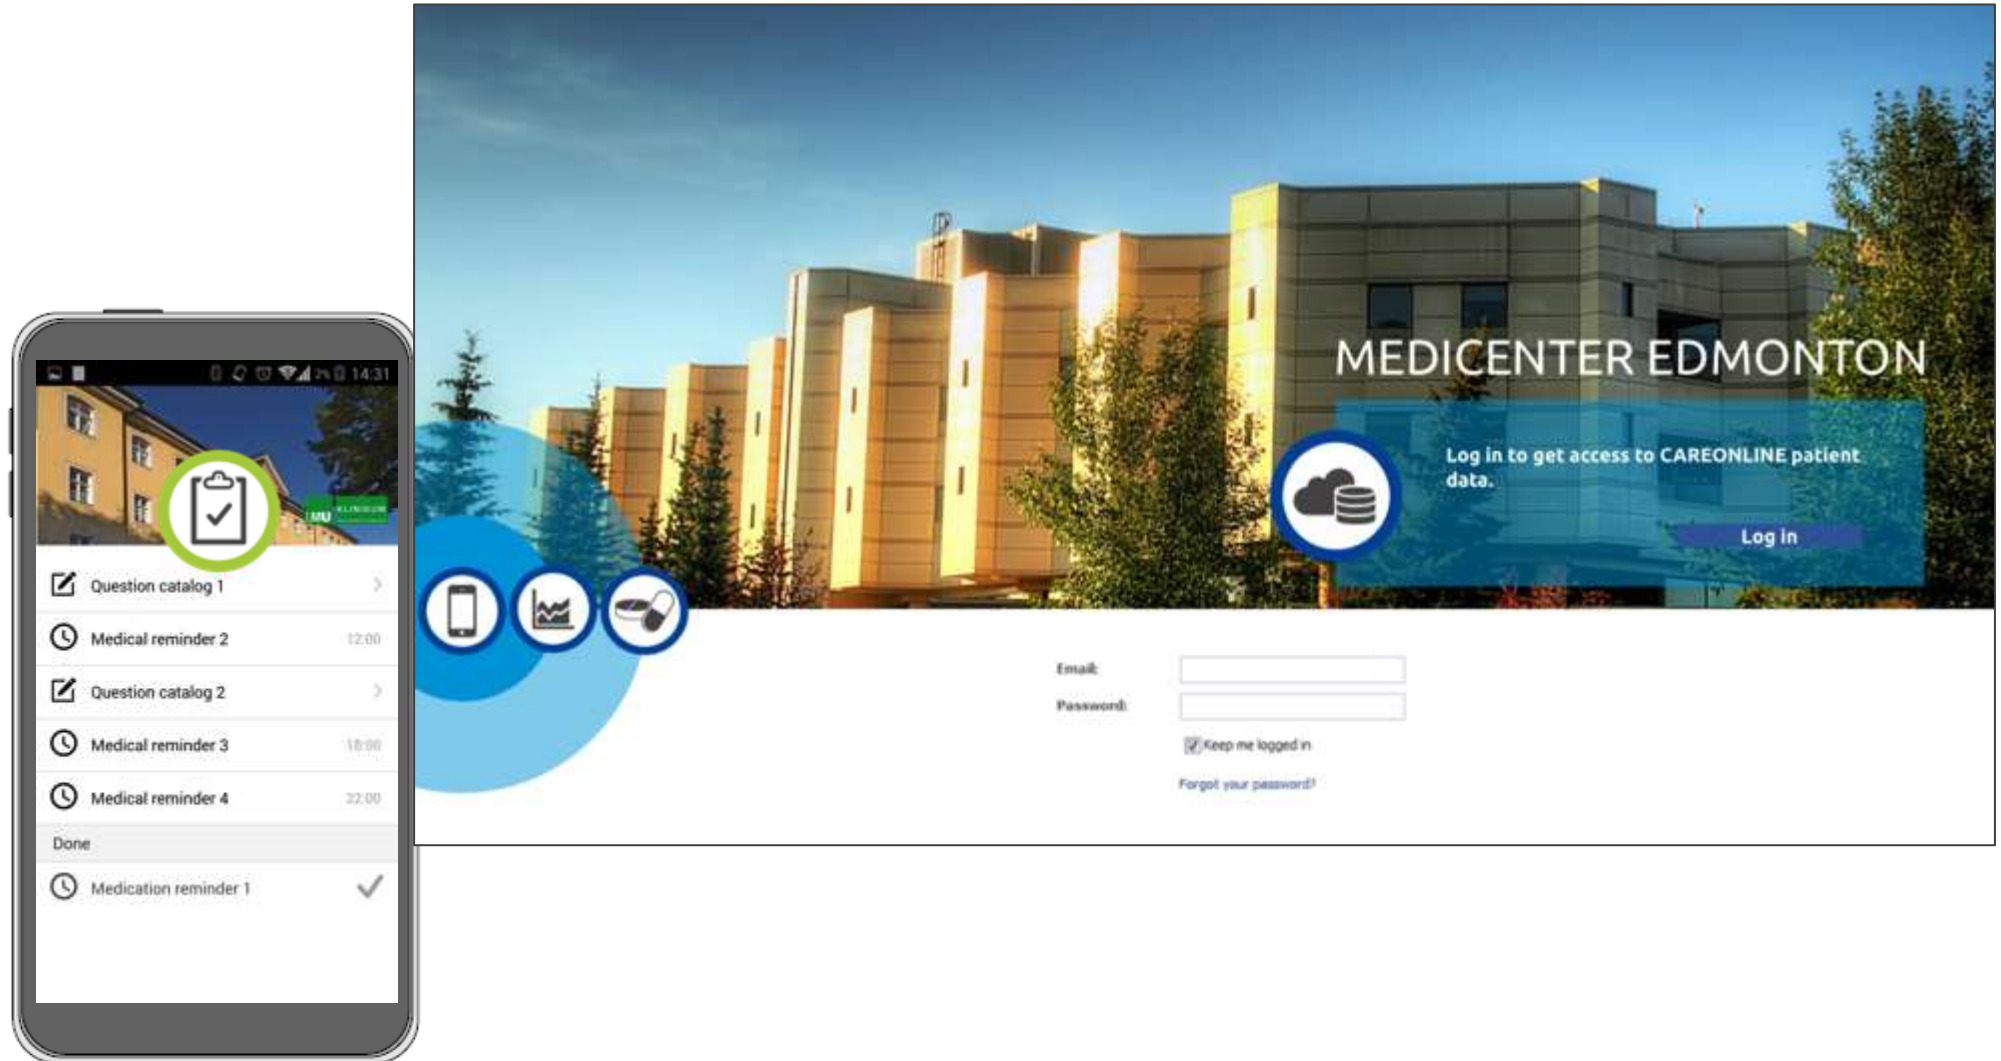 14:31
MU KLINIKUM
Question catalog 1
Medical reminder 2 12:00
Question catalog 2
Medical reminder 3 18:00
Medical reminder 4 22:00
Done
Medication reminder 1
MEDICENTER EDMONTON
Log in to get access to CAREONLINE patient
data.
Log in
Email:
Password:
Keep me logged in
Forgot your password?